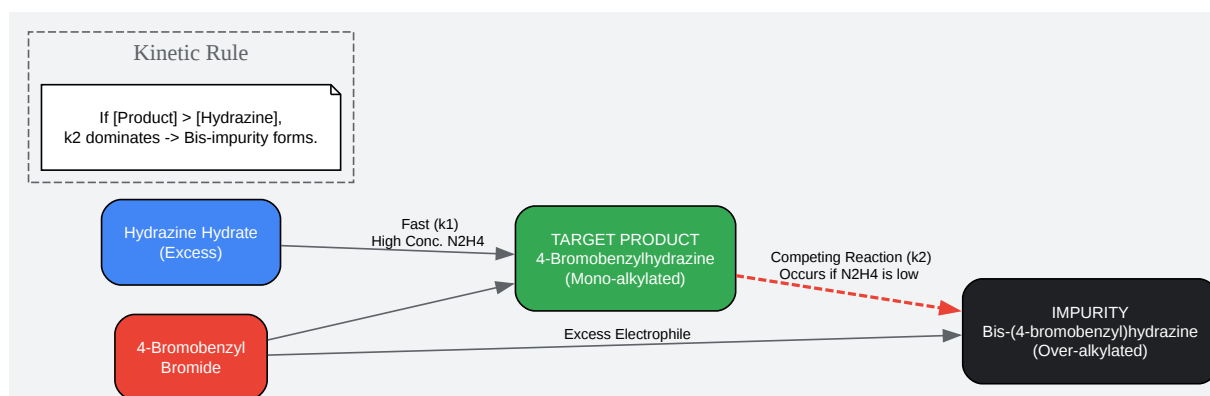 Kinetic Rule
If [Product] > [Hydrazine],
k2 dominates -> Bis-impurity forms.
Hydrazine Hydrate
(Excess)
Fast (k1)
High Conc. N2H4
TARGET PRODUCT
4-Bromobenzylhydrazine
(Mono-alkylated)
Competing Reaction (k2)
Occurs if N2H4 is low
4-Bromobenzyl
Bromide
Excess Electrophile
IMPURITY
Bis-(4-bromobenzyl)hydrazine
(Over-alkylated)